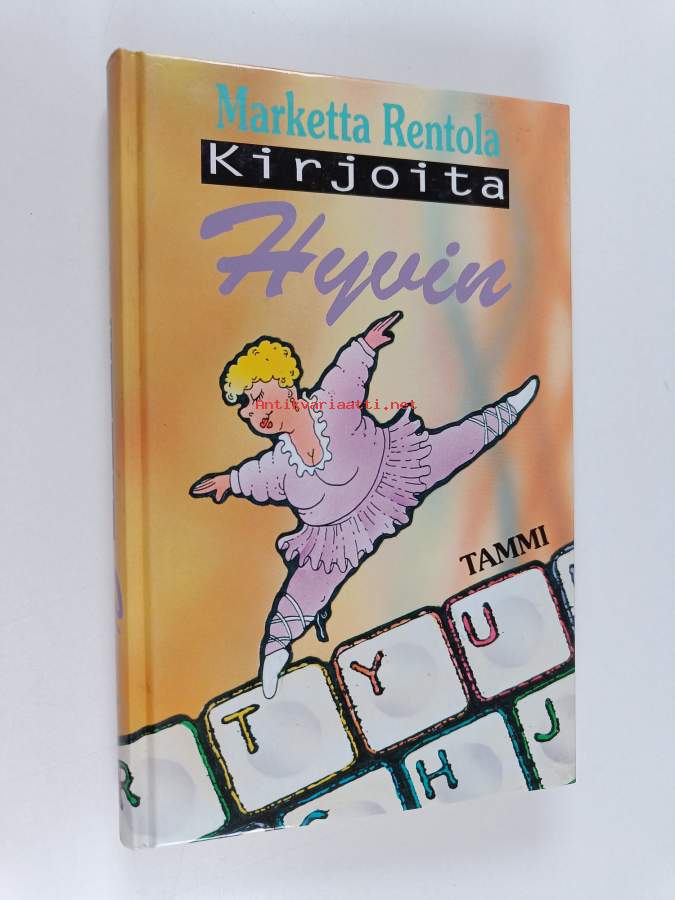 Marketta Rentola
Kirjoita
Hyvin
Antikvariaatti.net
TAMMI
R T Y U
G H J